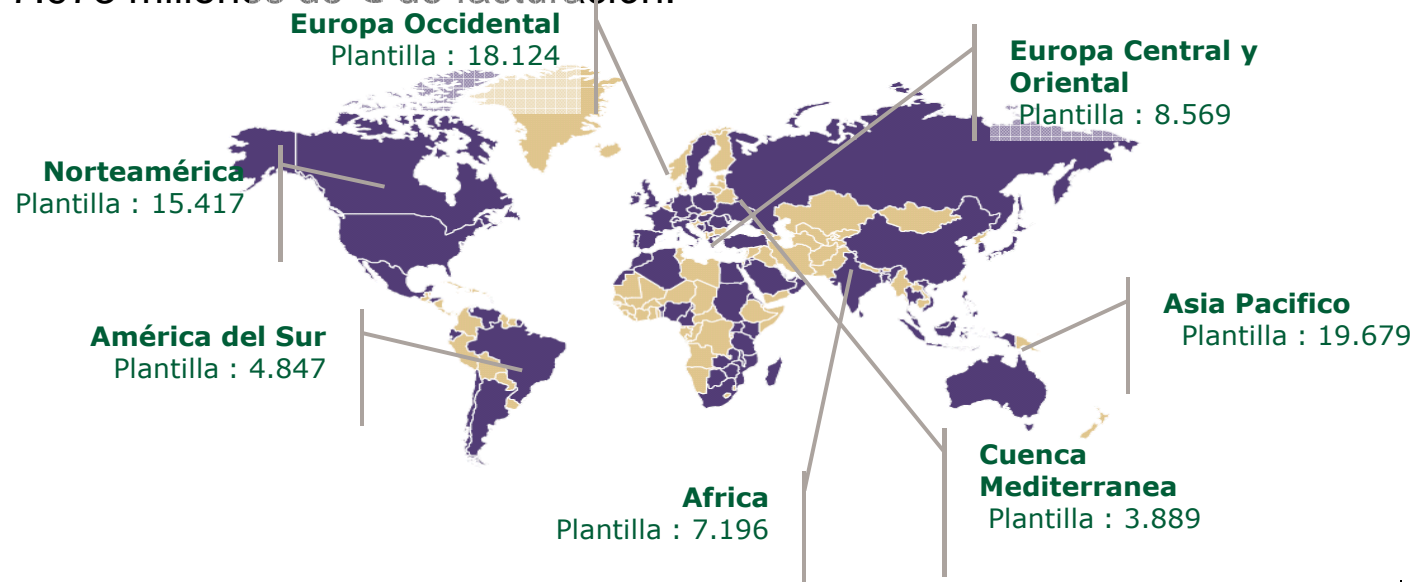 Europa Occidental
Plantilla : 18.124
Europa Central y
Oriental
Plantilla : 8.569
Norteamérica
Plantilla : 15.417
Asia Pacifico
Plantilla : 19.679
América del Sur
Plantilla : 4.847
Cuenca
Mediterranea
Plantilla : 3.889
Africa
Plantilla : 7.196